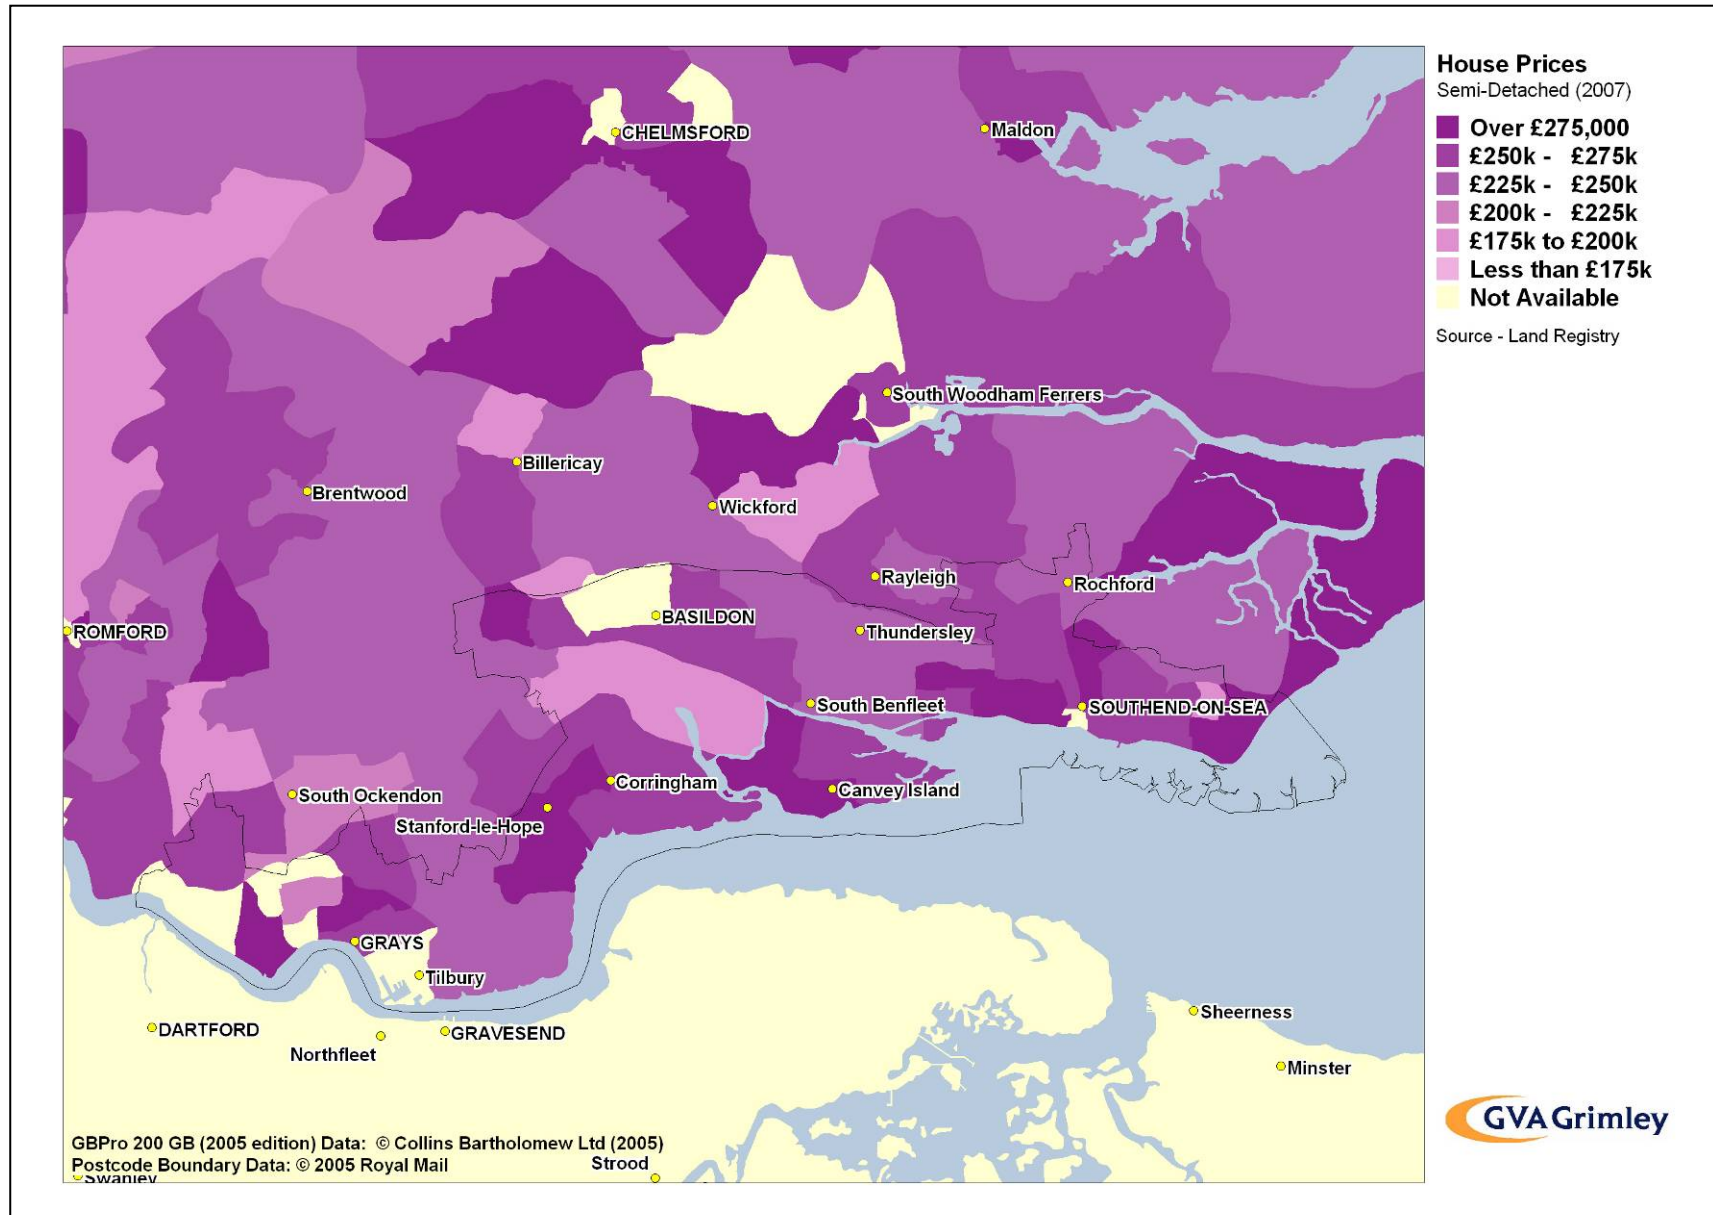 House Prices
Semi-Detached (2007)
Over £275,000
£250k - £275k
£225k - £250k
£200k - £225k
£175k to £200k
Less than £175k
Not Available
Source - Land Registry
CHELMSFORD
Maldon
South Woodham Ferrers
Billericay
Brentwood
Wickford
Rayleigh
Rochford
BASILDON
ROMFORD
Thundersley
South Benfleet
SOUTHEND-ON-SEA
Corringham
Canvey Island
South Ockendon
Stanford-le-Hope
GRAYS
Tilbury
Sheerness
DARTFORD
GRAVESEND
Northfleet
Minster
GBPro 200 GB (2005 edition) Data: © Collins Bartholomew Ltd (2005)
Postcode Boundary Data: © 2005 Royal Mail
Strood
Swanley
GVA Grimley